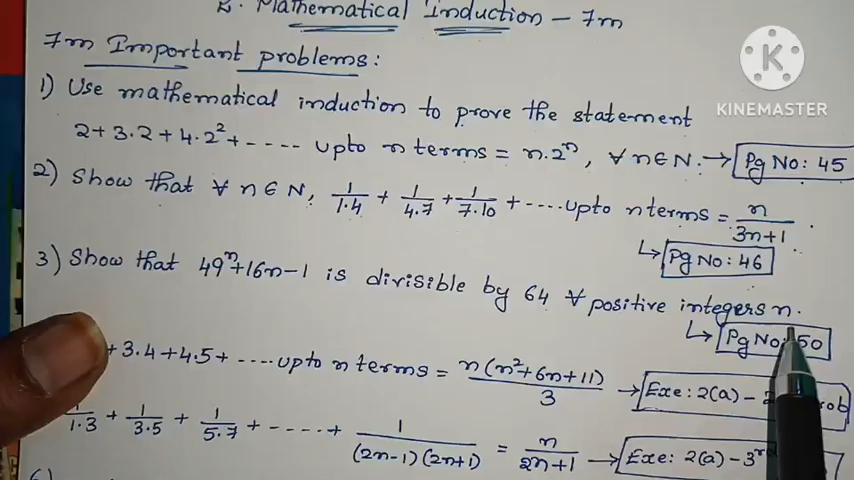 2. Mathematical Induction - 7m
7m Important problems:
1) Use mathematical induction to prove the statement
2+3.2+4.2²+---- upto n terms = n.2ⁿ, ∀ n∈N. → Pg No: 45
2) Show that ∀ n∈N, 1/1.4 + 1/4.7 + 1/7.10 + ....upto n terms = n/3n+1
↳ Pg No: 46
3) Show that 49ⁿ+16n-1 is divisible by 64 ∀ positive integers n.
↳ Pg No: 50
+3.4+4.5+ ....upto n terms = n(n²+6n+11)/3 → Exe: 2(a)-
1/1.3 + 1/3.5 + 1/5.7 + -----+ 1/(2n-1)(2n+1) = n/2n+1 → Exe: 2(a)-3
KINEMASTER